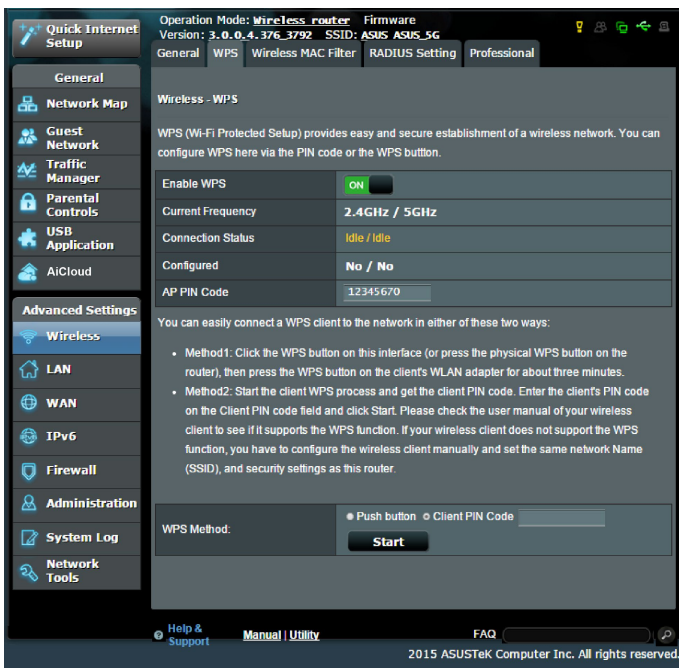 Quick Internet
Setup
Operation Mode: Wireless router Firmware
Version: 3.0.0.4.376_3792 SSID: ASUS ASUS_5G
General WPS Wireless MAC Filter RADIUS Setting Professional
General
Network Map
Guest
Network
Traffic
Manager
Parental
Controls
USB
Application
AiCloud
Advanced Settings
Wireless
LAN
WAN
IPv6
Firewall
Administration
System Log
Network
Tools
Wireless - WPS
WPS (Wi-Fi Protected Setup) provides easy and secure establishment of a wireless network. You can
configure WPS here via the PIN code or the WPS buttton.
Enable WPS ON
Current Frequency 2.4GHz / 5GHz
Connection Status Idle / Idle
Configured No / No
AP PIN Code 12345670
You can easily connect a WPS client to the network in either of these two ways:
• Method1: Click the WPS button on this interface (or press the physical WPS button on the
router), then press the WPS button on the client's WLAN adapter for about three minutes.
• Method2: Start the client WPS process and get the client PIN code. Enter the client's PIN code
on the Client PIN code field and click Start. Please check the user manual of your wireless
client to see if it supports the WPS function. If your wireless client does not support the WPS
function, you have to configure the wireless client manually and set the same network Name
(SSID), and security settings as this router.
WPS Method: Push button Client PIN Code
Start
Help &
Support
Manual | Utility
FAQ
2015 ASUSTeK Computer Inc. All rights reserved.